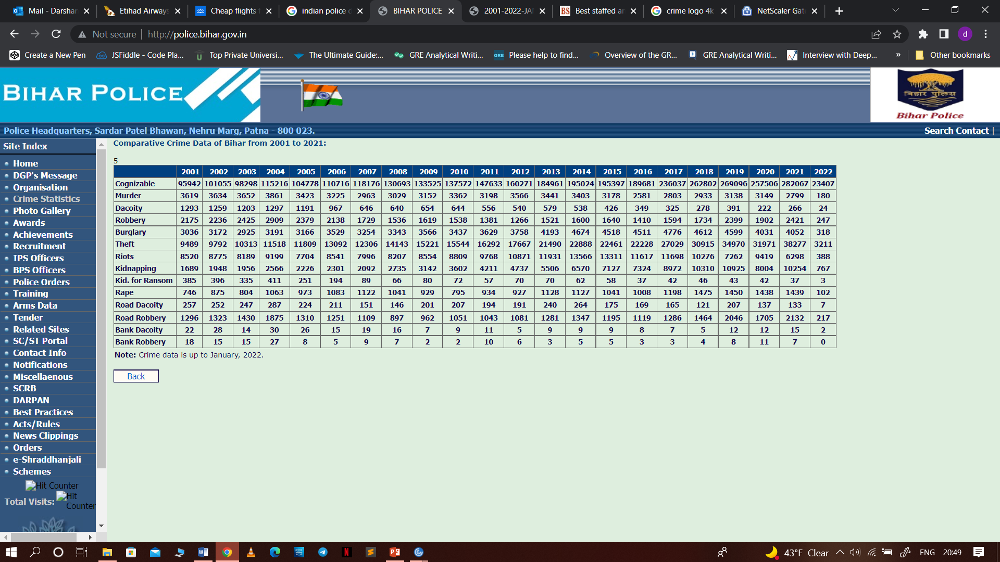 Mail - Darshan
Etihad Airways
Cheap flights f
indian police c
BIHAR POLICE
2001-2022-JAN
BS Best staffed an
crime logo 4k
NetScaler Gat
Not secure | http://police.bihar.gov.in
d
Create a New Pen
JSFiddle - Code Pla...
Top Private Universi...
The Ultimate Guide:...
GRE Analytical Writi...
GRE Please help to find...
Overview of the GR...
GRE Analytical Writi...
Interview with Deep...
» Other bookmarks
BIHAR POLICE
बिहार पुलिस
Bihar Police
Police Headquarters, Sardar Patel Bhawan, Nehru Marg, Patna - 800 023.
Search Contact |
Site Index
Home
DGP's Message
Organisation
Crime Statistics
Photo Gallery
Awards
Achievements
Recruitment
IPS Officers
BPS Officers
Police Orders
Training
Arms Data
Tender
Related Sites
SC/ST Portal
Contact Info
Notifications
Miscellaenous
SCRB
DARPAN
Best Practices
Acts/Rules
News Clippings
Orders
e-Shraddhanjali
Schemes
Hit Counter
Total Visits: Hit Counter
Comparative Crime Data of Bihar from 2001 to 2021:
5
2001 2002 2003 2004 2005 2006 2007 2008 2009 2010 2011 2012 2013 2014 2015 2016 2017 2018 2019 2020 2021 2022
Cognizable 95942 101055 98298 115216 104778 110716 118176 130693 133525 137572 147633 160271 184961 195024 195397 189681 236037 262802 269096 257506 282067 23407
Murder 3619 3634 3652 3861 3423 3225 2963 3029 3152 3362 3198 3566 3441 3403 3178 2581 2803 2933 3138 3149 2799 180
Dacoity 1293 1259 1203 1297 1191 967 646 640 654 644 556 540 579 538 426 349 325 278 391 222 266 24
Robbery 2175 2236 2425 2909 2379 2138 1729 1536 1619 1538 1381 1266 1521 1600 1640 1410 1594 1734 2399 1902 2421 247
Burglary 3036 3172 2925 3191 3166 3529 3254 3343 3566 3437 3629 3758 4193 4674 4518 4511 4776 4612 4599 4031 4052 318
Theft 9489 9792 10313 11518 11809 13092 12306 14143 15221 15544 16292 17667 21490 22888 22461 22228 27029 30915 34970 31971 38277 3211
Riots 8520 8775 8189 9199 7704 8541 7996 8207 8554 8809 9768 10871 11931 13566 13311 11617 11698 10276 7262 9419 6298 388
Kidnapping 1689 1948 1956 2566 2226 2301 2092 2735 3142 3602 4211 4737 5506 6570 7127 7324 8972 10310 10925 8004 10254 767
Kid. for Ransom 385 396 335 411 251 194 89 66 80 72 57 70 70 62 58 37 42 46 43 42 37 3
Rape 746 875 804 1063 973 1083 1122 1041 929 795 934 927 1128 1127 1041 1008 1198 1475 1450 1438 1439 102
Road Dacoity 257 252 247 287 224 211 151 146 201 207 194 191 240 264 175 169 165 121 207 137 133 7
Road Robbery 1296 1323 1430 1875 1310 1251 1109 897 962 1051 1043 1081 1281 1347 1195 1119 1286 1464 2046 1705 2132 217
Bank Dacoity 22 28 14 30 26 15 19 16 7 9 11 5 9 9 9 8 7 5 12 12 15 2
Bank Robbery 18 15 15 27 8 5 9 7 2 2 10 6 3 5 5 3 3 4 8 11 7 0
Note: Crime data is up to January, 2022.
Back
43°F Clear
ENG
20:49